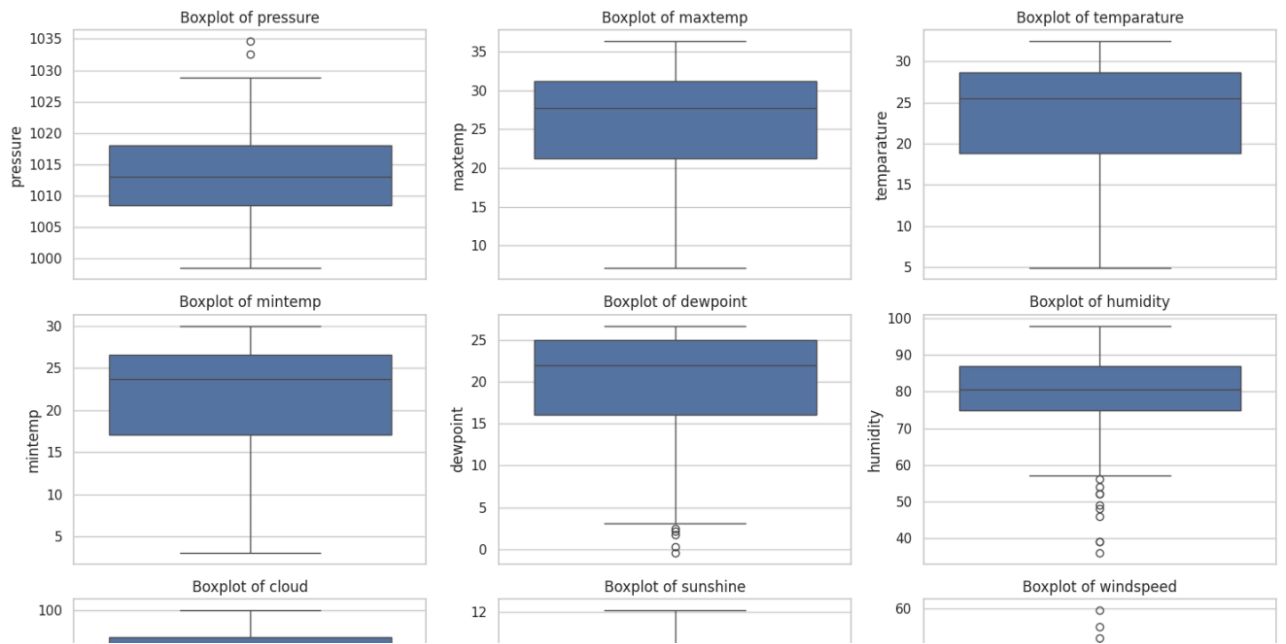 Boxplot of pressure
1035
1030
1025
1020
1015
1010
1005
1000
pressure
Boxplot of maxtemp
35
30
25
20
15
10
maxtemp
Boxplot of temparature
30
25
20
15
10
5
temparature
Boxplot of mintemp
30
25
20
15
10
5
mintemp
Boxplot of dewpoint
25
20
15
10
5
0
dewpoint
Boxplot of humidity
100
90
80
70
60
50
40
humidity
Boxplot of cloud
100
Boxplot of sunshine
12
Boxplot of windspeed
60